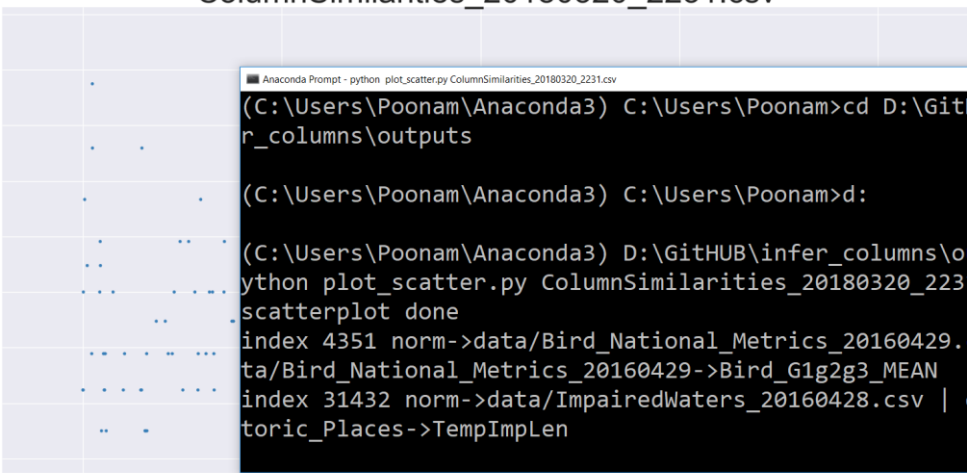 ColumnSimilarities_20180320_2231.csv
Anaconda Prompt - python plot_scatter.py ColumnSimilarities_20180320_2231.csv
(C:\Users\Poonam\Anaconda3) C:\Users\Poonam>cd D:\Git
r_columns\outputs
(C:\Users\Poonam\Anaconda3) C:\Users\Poonam>d:
(C:\Users\Poonam\Anaconda3) D:\GitHUB\infer_columns\o
ython plot_scatter.py ColumnSimilarities_20180320_223
scatterplot done
index 4351 norm->data/Bird_National_Metrics_20160429.
ta/Bird_National_Metrics_20160429->Bird_G1g2g3_MEAN
index 31432 norm->data/ImpairedWaters_20160428.csv |
toric_Places->TempImpLen